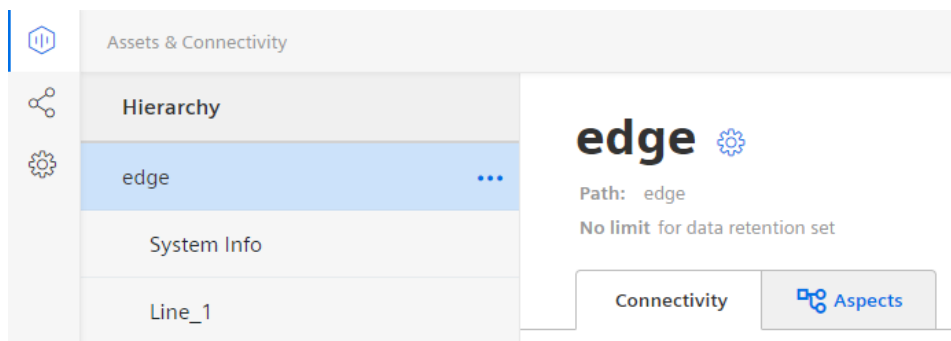 Assets & Connectivity
Hierarchy
edge
System Info
Line_1
edge
Path: edge
No limit for data retention set
Connectivity
Aspects